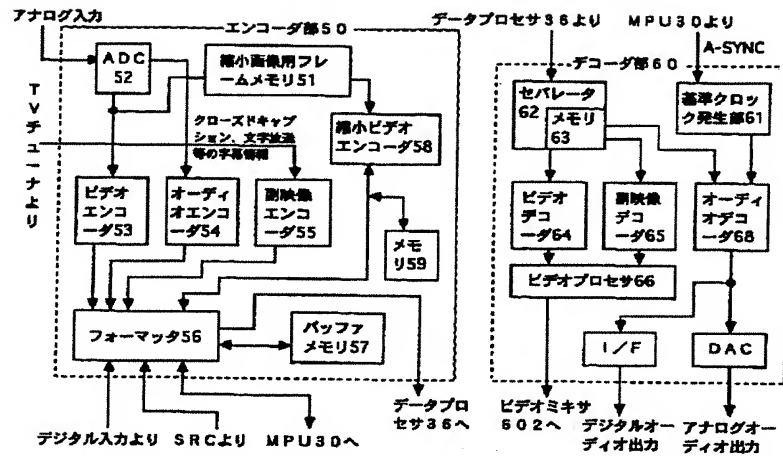 アナログ入力
エンコーダ部50
ADC
52
縮小画像用フレ
ームメモリ51
TVチューナより
クローズドキャプ
ション、文字放送
等の字幕情報
縮小ビデオ
エンコーダ58
ビデオ
エンコ
ーダ53
オーディ
オエンコ
ーダ54
副映像
エンコ
ーダ55
メモ
リ59
フォーマッタ56
バッファ
メモリ57
デジタル入力より
SRCより
MPU30へ
データプロ
セサ36へ
データプロセサ36より
MPU30より
A-SYNC
デコーダ部60
セパレータ
62
メモリ
63
基準クロッ
ク発生部61
ビデオ
デコ
ーダ64
副映像
デコー
ダ65
オーデ
ィオデコ
ーダ68
ビデオプロセサ66
I/F
DAC
ビデオミキサ
602へ
デジタルオー
ディオ出力
アナログオー
ディオ出力